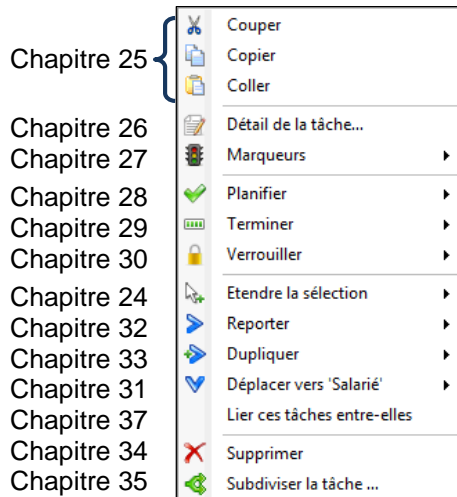 Couper
Chapitre 25 Copier
Coller
Chapitre 26 Détail de la tâche...
Chapitre 27 Marqueurs
Chapitre 28 Planifier
Chapitre 29 Terminer
Chapitre 30 Verrouiller
Chapitre 24 Etendre la sélection
Chapitre 32 Reporter
Chapitre 33 Dupliquer
Chapitre 31 Déplacer vers 'Salarié'
Chapitre 37 Lier ces tâches entre-elles
Chapitre 34 Supprimer
Chapitre 35 Subdiviser la tâche ...